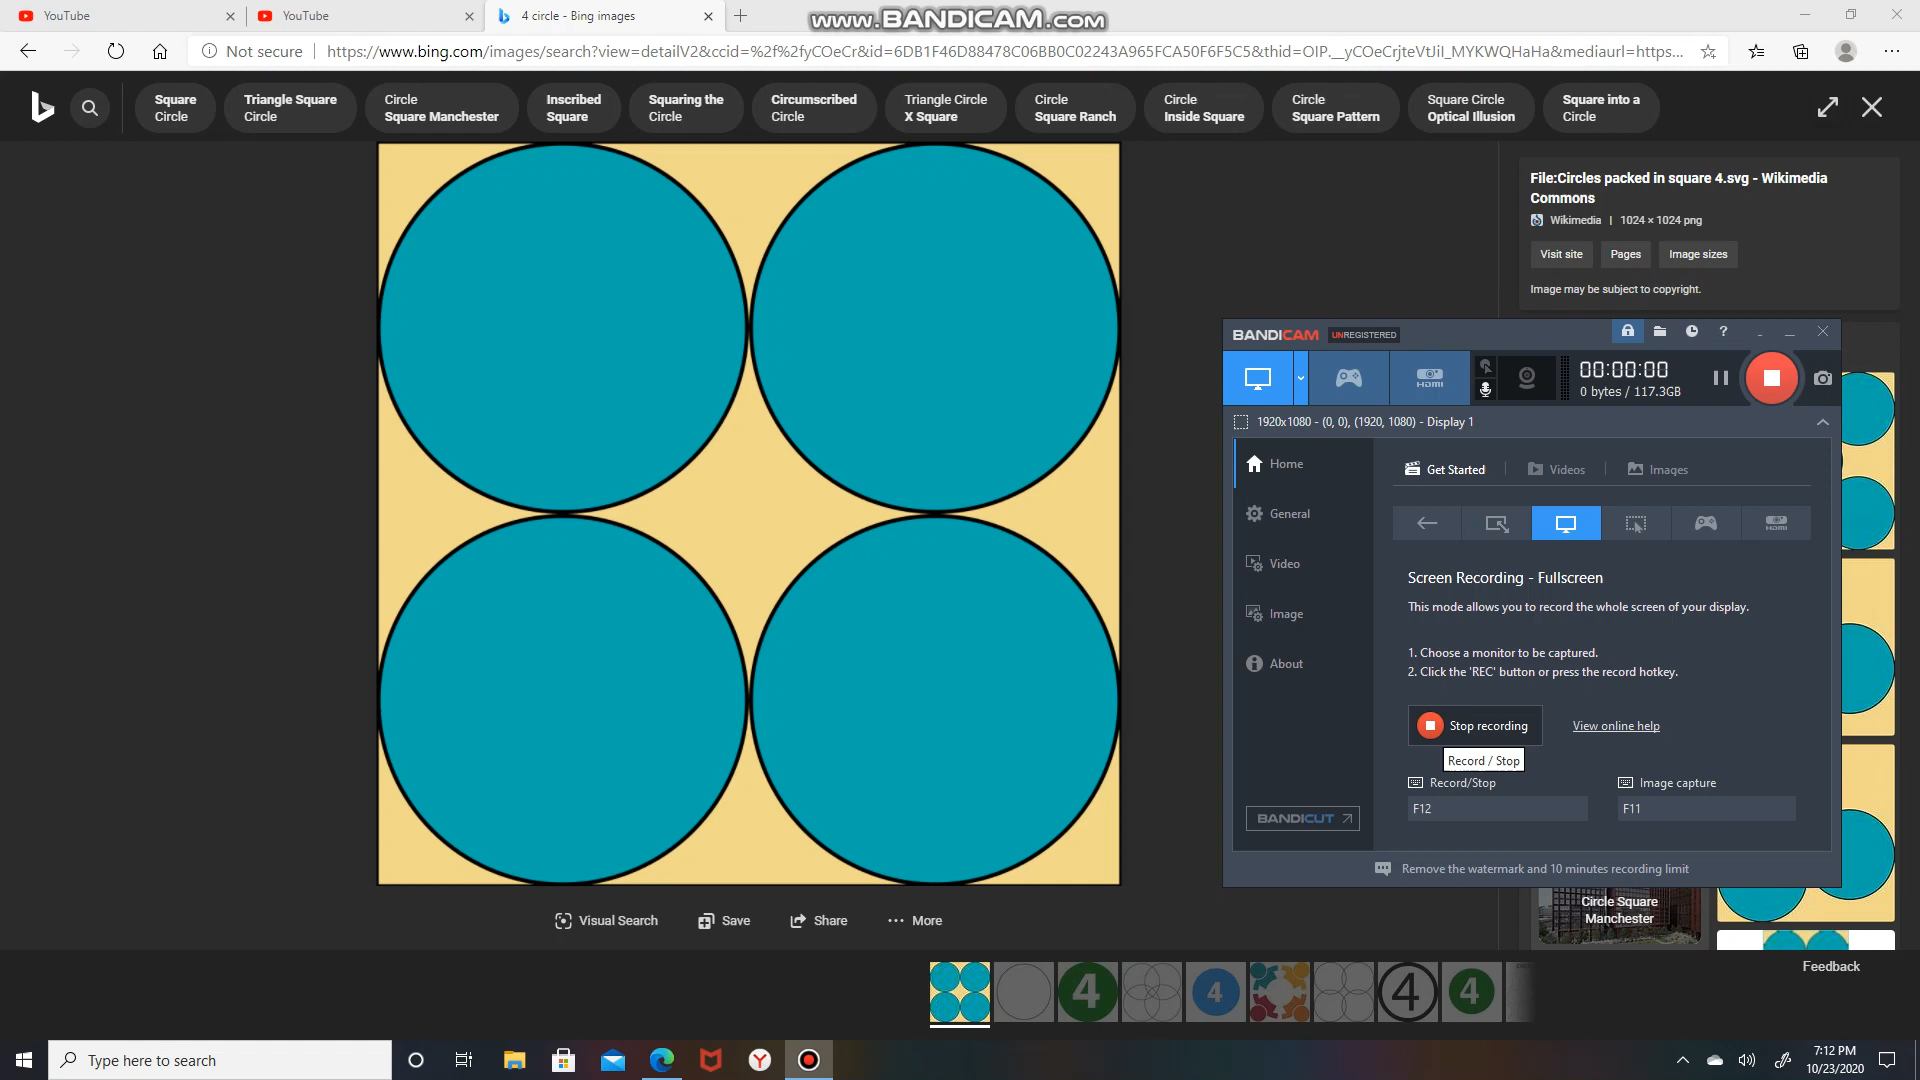 YouTube
YouTube
4 circle - Bing images
www.BANDICAM.com
Not secure
https://www.bing.com/images/search?view=detailV2&ccid=%2f%2fyCOeCr&id=6DB1F46D88478C06BB0C02243A965FCA50F6F5C5&thid=OIP.__yCOeCrjteVtJiI_MYKWQHaHa&mediaurl=https...
Square
Circle
Triangle Square
Circle
Circle
Square Manchester
Inscribed
Square
Squaring the
Circle
Circumscribed
Circle
Triangle Circle
X Square
Circle
Square Ranch
Circle
Inside Square
Circle
Square Pattern
Square Circle
Optical Illusion
Square into a
Circle
File:Circles packed in square 4.svg - Wikimedia
Commons
Wikimedia | 1024 × 1024 png
Visit site
Pages
Image sizes
Image may be subject to copyright.
BANDICAM UNREGISTERED
HDMI
00:00:00
0 bytes / 117.3GB
1920x1080 - (0, 0), (1920, 1080) - Display 1
Home
General
Video
Image
About
Get Started
Videos
Images
HDMI
Screen Recording - Fullscreen
This mode allows you to record the whole screen of your display.
1. Choose a monitor to be captured.
2. Click the 'REC' button or press the record hotkey.
Stop recording
View online help
Record / Stop
Record/Stop
Image capture
F12
F11
BANDICUT
Remove the watermark and 10 minutes recording limit
Circle Square
Manchester
Visual Search
Save
Share
More
Feedback
4
4
4
4
Type here to search
7:12 PM
10/23/2020